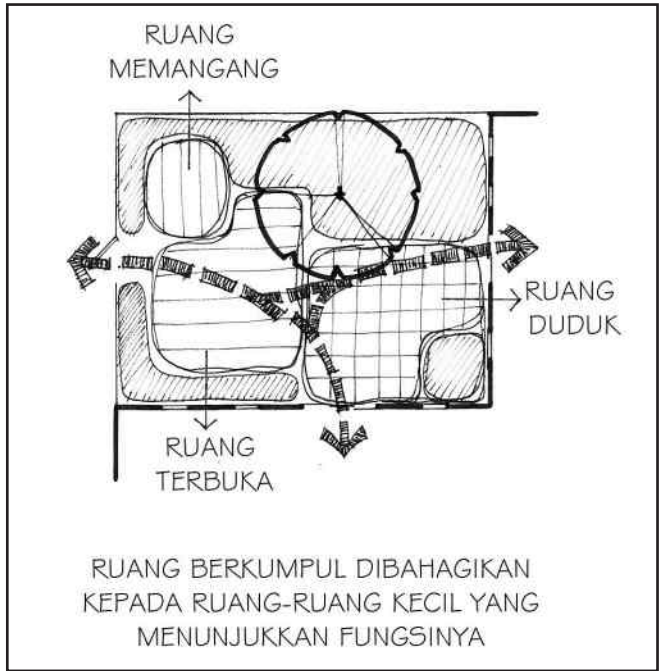 RUANG
MEMANGANG
RUANG
DUDUK
RUANG
TERBUKA
RUANG BERKUMPUL DIBAHAGIKAN
KEPADA RUANG-RUANG KECIL YANG
MENUNJUKKAN FUNGSINYA